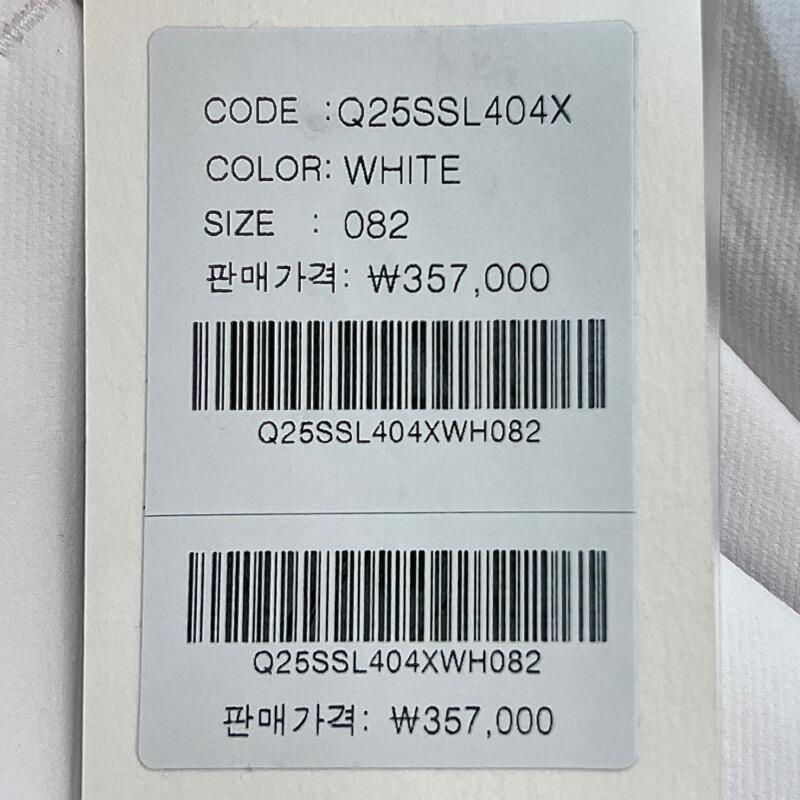 CODE :Q25SSL404X
COLOR: WHITE
SIZE : 082
판매가격: ₩357,000
Q25SSL404XWH082
Q25SSL404XWH082
판매가격: ₩357,000